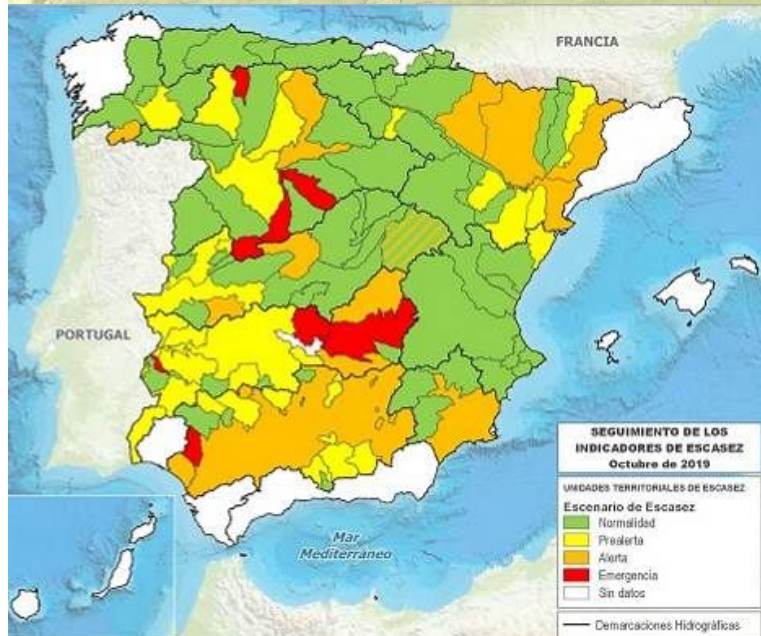 FRANCIA
PORTUGAL
Mar
Mediterráneo
SEGUIMIENTO DE LOS
INDICADORES DE ESCASEZ
Octubre de 2019
UNIDADES TERRITORIALES DE ESCASEZ
Escenario de Escasez
Normalidad
Prealerta
Alerta
Emergencia
Sin datos
Demarcaciones Hidrográficas